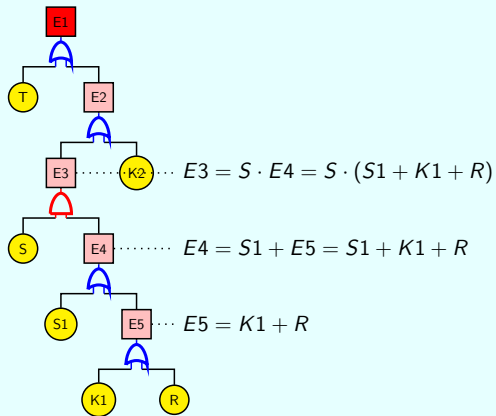 E1
T
E2
E3
K2
E3 = S · E4 = S · (S1 + K1 + R)
S
E4
E4 = S1 + E5 = S1 + K1 + R
S1
E5
E5 = K1 + R
K1
R